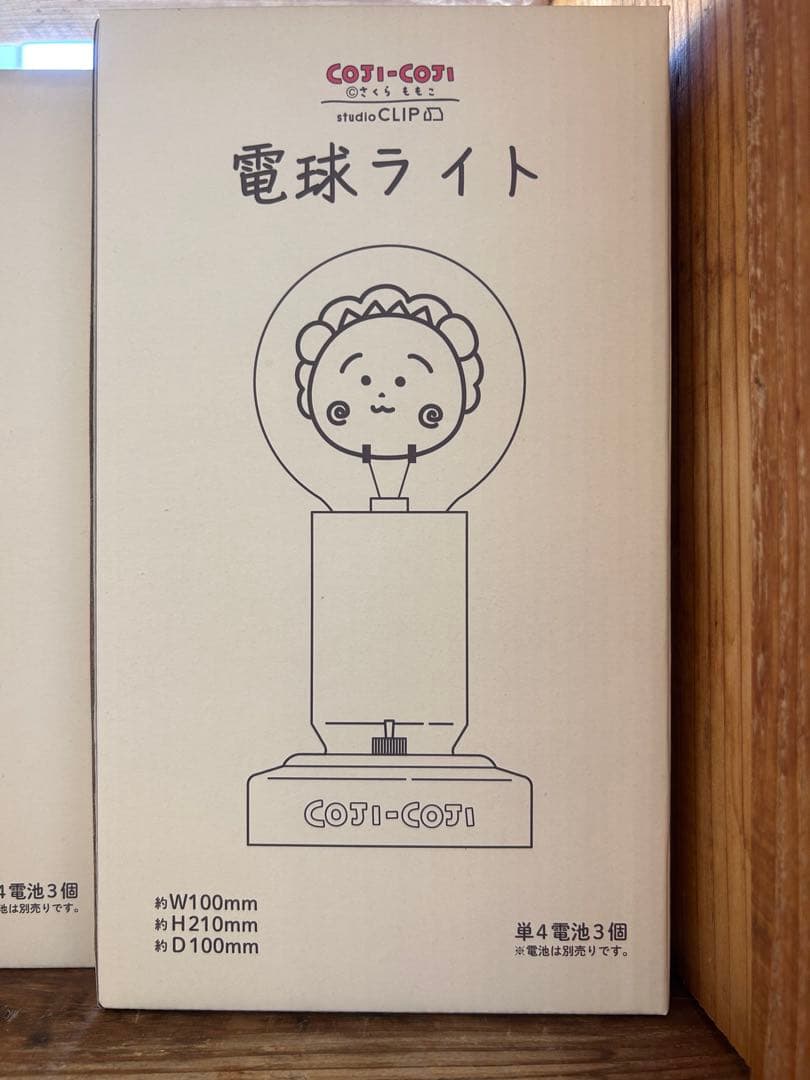 COJI-COJI
©さくらももこ
studio CLIP
電球ライト
COJI-COJI
約W100mm
約H210mm
約D100mm
単4電池3個
※電池は別売りです。
4電池3個
池は別売りです。